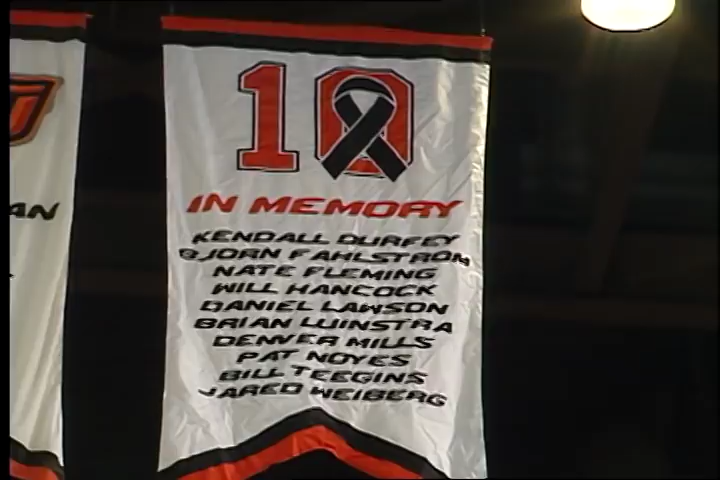 10
IN MEMORY
KENDALL DURFEY
BJORN FAHLSTROM
NATE FLEMING
WILL HANCOCK
DANIEL LAWSON
BRIAN LUINSTRA
DENVER MILLS
PAT NOYES
BILL TEEGINS
JARED WEIBERG